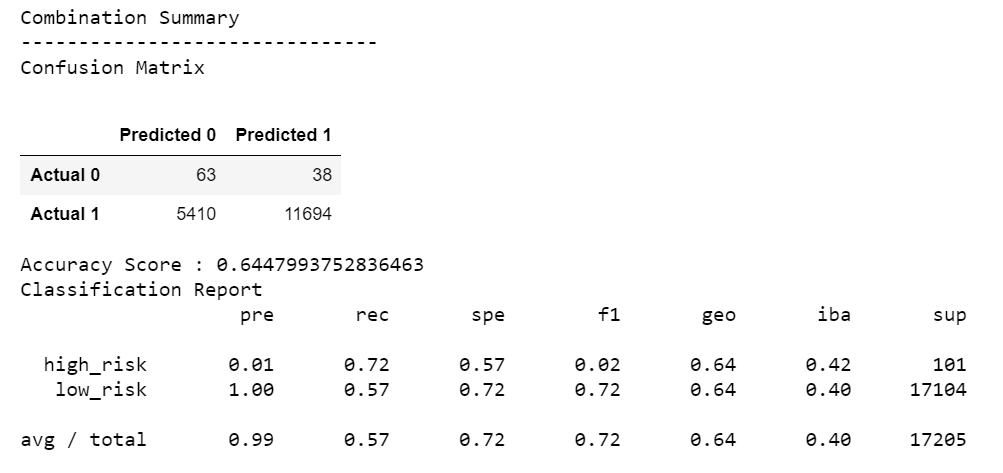 Combination Summary
-------------------------------
Confusion Matrix
Predicted 0 Predicted 1
Actual 0 63 38
Actual 1 5410 11694
Accuracy Score : 0.6447993752836463
Classification Report
pre rec spe f1 geo iba sup
high_risk 0.01 0.72 0.57 0.02 0.64 0.42 101
low_risk 1.00 0.57 0.72 0.72 0.64 0.40 17104
avg / total 0.99 0.57 0.72 0.72 0.64 0.40 17205